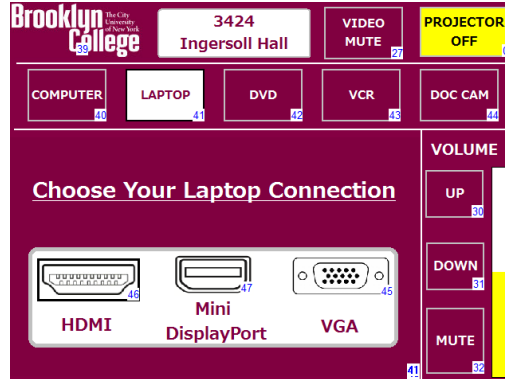 Brooklyn The City
University
of New York
College
39
3424
Ingersoll Hall
VIDEO
MUTE
27
PROJECTOR
OFF
COMPUTER
40
LAPTOP
41
DVD
42
VCR
43
DOC CAM
44
Choose Your Laptop Connection
46
HDMI
47
Mini
DisplayPort
45
VGA
41
VOLUME
UP
30
DOWN
31
MUTE
32